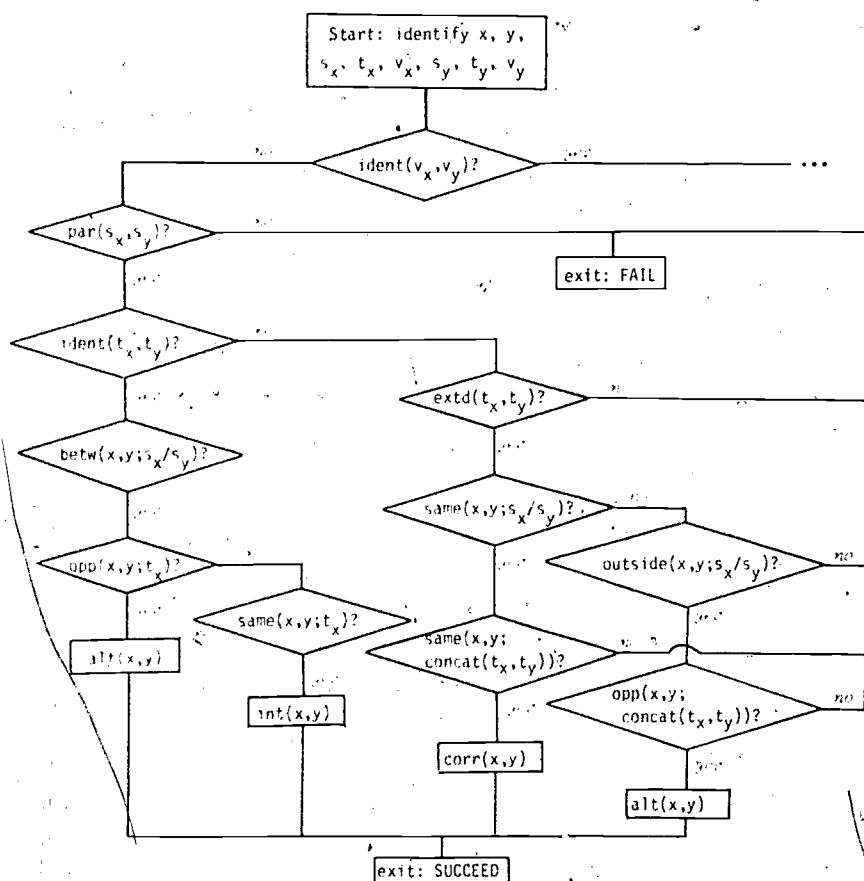 Start: identify x, y,
s_x, t_x, v_x, s_y, t_y, v_y
ident(v_x,v_y)?
...
par(s_x,s_y)?
exit: FAIL
ident(t_x,t_y)?
extd(t_x,t_y)?
betw(x,y;s_x/s_y)?
same(x,y;s_x/s_y)?
opp(x,y;t_x)?
outside(x,y;s_x/s_y)?
no
same(x,y;t_x)?
same(x,y;
concat(t_x,t_y))?
alt(x,y)
opp(x,y;
concat(t_x,t_y))?
no
int(x,y)
corr(x,y)
alt(x,y)
exit: SUCCEED